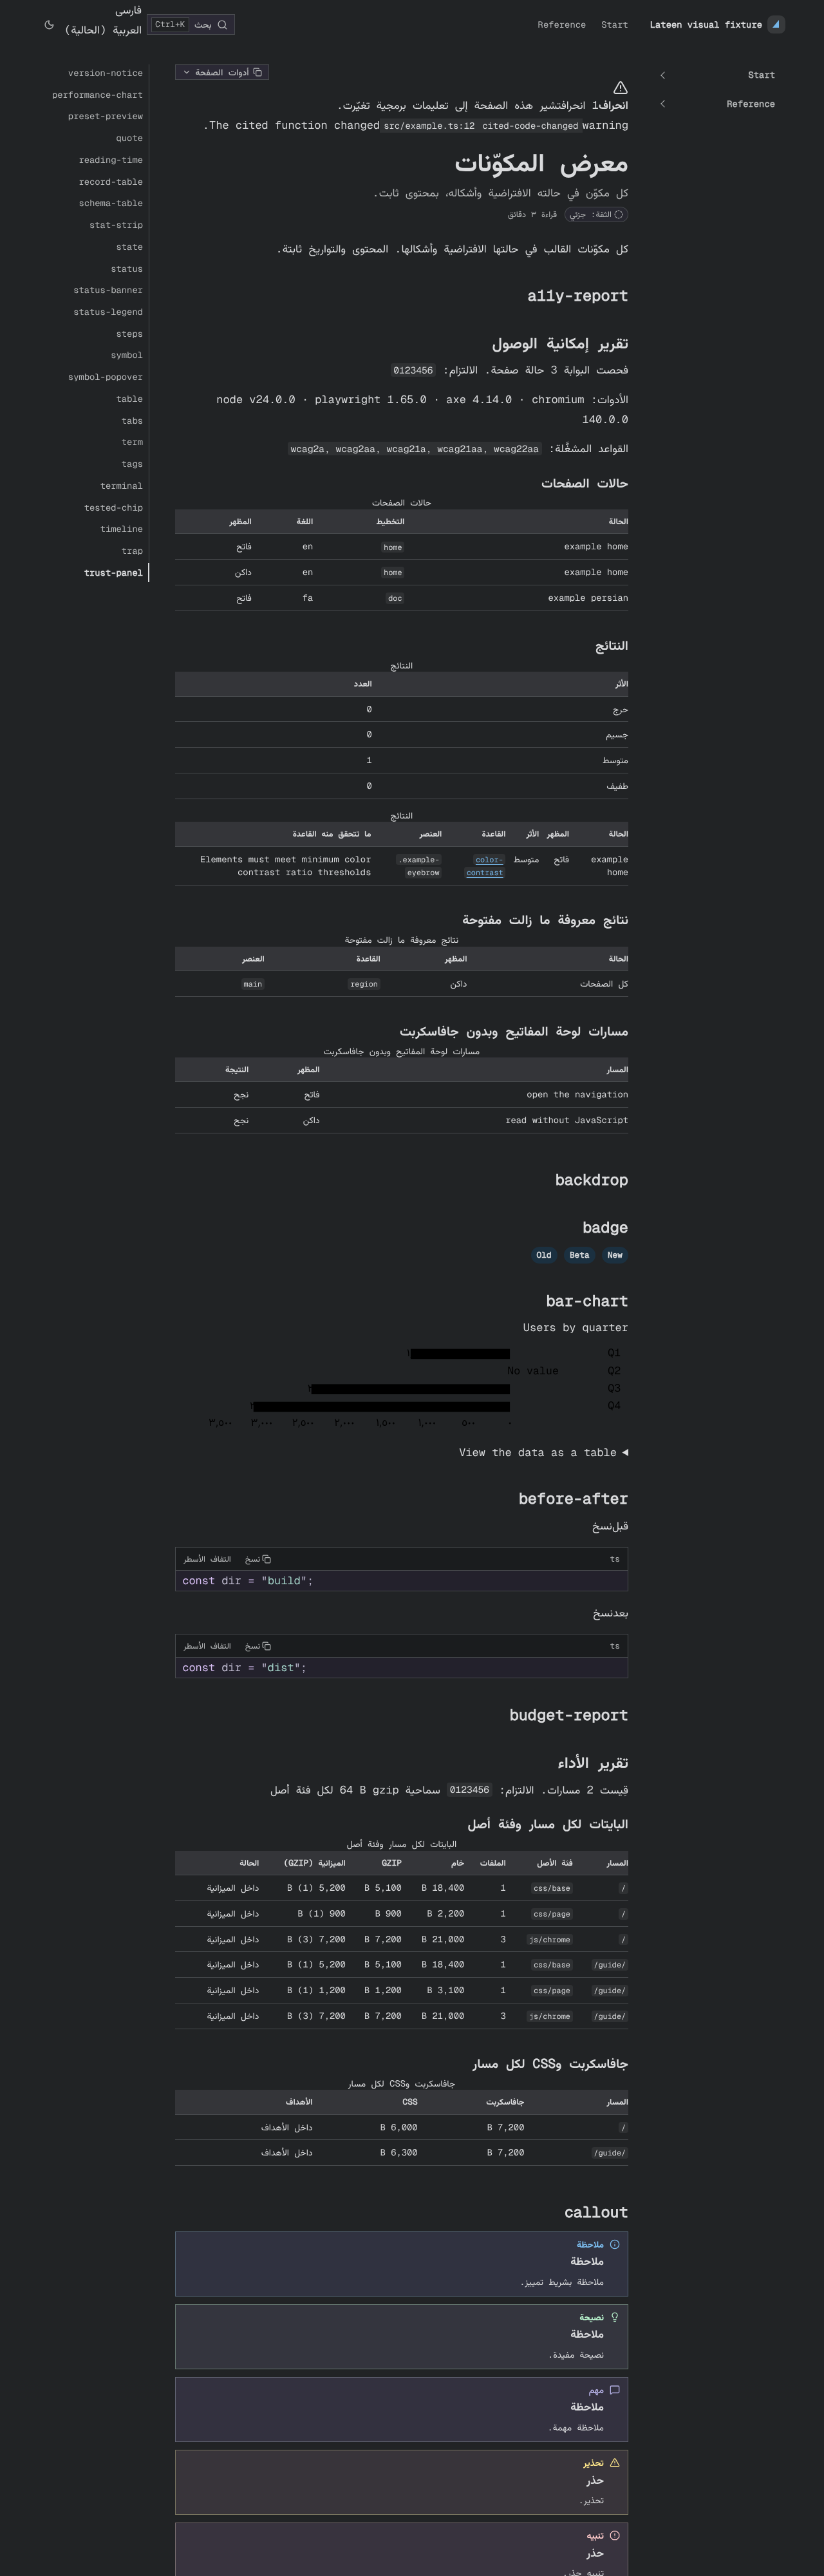 Lateen visual fixture
Start
Reference
بحث Ctrl+K
فارسی
العربية (الحالية)
Start
Reference
أدوات الصفحة
انحراف1 انحرافتشير هذه الصفحة إلى تعليمات برمجية تغيّرت.
warning cited-code-changed src/example.ts:12 The cited function changed.
معرض المكوّنات
كل مكوّن في حالته الافتراضية وأشكاله، بمحتوى ثابت.
الثقة: جزئي
قراءة ٣ دقائق
كل مكوّنات القالب في حالتها الافتراضية وأشكالها. المحتوى والتواريخ ثابتة.
a11y-report
تقرير إمكانية الوصول
فحصت البوابة 3 حالة صفحة. الالتزام: 0123456
الأدوات: node v24.0.0 · playwright 1.65.0 · axe 4.14.0 · chromium
140.0.0
القواعد المشغَّلة: wcag2a, wcag2aa, wcag21a, wcag21aa, wcag22aa
حالات الصفحات
حالات الصفحات
الحالة التخطيط اللغة المظهر
example home home en فاتح
example home home en داكن
example persian doc fa فاتح
النتائج
النتائج
الأثر العدد
حرج 0
جسيم 0
متوسط 1
طفيف 0
النتائج
الحالة المظهر الأثر القاعدة العنصر ما تتحقق منه القاعدة
example home فاتح متوسط color-contrast .example-eyebrow Elements must meet minimum color contrast ratio thresholds
نتائج معروفة ما زالت مفتوحة
نتائج معروفة ما زالت مفتوحة
الحالة المظهر القاعدة العنصر
كل الصفحات داكن region main
مسارات لوحة المفاتيح وبدون جافاسكربت
مسارات لوحة المفاتيح وبدون جافاسكربت
المسار المظهر النتيجة
open the navigation فاتح نجح
read without JavaScript داكن نجح
backdrop
badge
New Beta Old
bar-chart
Users by quarter
Q1
Q2 No value
Q3
Q4
٠ ٥٠٠ ١٬٠٠٠ ١٬٥٠٠ ٢٬٠٠٠ ٢٬٥٠٠ ٣٬٠٠٠ ٣٬٥٠٠
View the data as a table
before-after
قبلنسخ
ts نسخ التفاف الأسطر
const dir = "build";
بعدنسخ
ts نسخ التفاف الأسطر
const dir = "dist";
budget-report
تقرير الأداء
قِيست 2 مسارات. الالتزام: 0123456 سماحية 64 B gzip لكل فئة أصل
البايتات لكل مسار وفئة أصل
البايتات لكل مسار وفئة أصل
المسار فئة الأصل الملفات خام GZIP الميزانية (GZIP) الحالة
/ css/base 1 18,400 B 5,100 B 5,200 B (1) داخل الميزانية
/ css/page 1 2,200 B 900 B 900 B (1) داخل الميزانية
/ js/chrome 3 21,000 B 7,200 B 7,200 B (3) داخل الميزانية
/guide/ css/base 1 18,400 B 5,100 B 5,200 B (1) داخل الميزانية
/guide/ css/page 1 3,100 B 1,200 B 1,200 B (1) داخل الميزانية
/guide/ js/chrome 3 21,000 B 7,200 B 7,200 B (3) داخل الميزانية
جافاسكربت وCSS لكل مسار
جافاسكربت وCSS لكل مسار
المسار جافاسكربت CSS الأهداف
/ 7,200 B 6,000 B داخل الأهداف
/guide/ 7,200 B 6,300 B داخل الأهداف
callout
ملاحظة
ملاحظة
ملاحظة بشريط تمييز.
نصيحة
ملاحظة
نصيحة مفيدة.
مهم
ملاحظة
ملاحظة مهمة.
تحذير
حذر
تحذير.
تنبيه
حذر
تنبيه حذر.
version-notice
performance-chart
preset-preview
quote
reading-time
record-table
schema-table
stat-strip
state
status
status-banner
status-legend
steps
symbol
symbol-popover
table
tabs
term
tags
terminal
tested-chip
timeline
trap
trust-panel